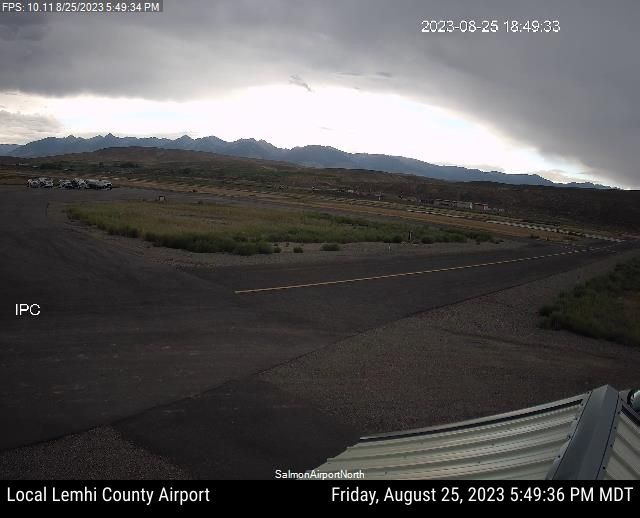 FPS: 10.11 8/25/2023 5:49:34 PM
2023-08-25 18:49:33
IPC
SalmonAirportNorth
Local Lemhi County Airport
Friday, August 25, 2023 5:49:36 PM MDT